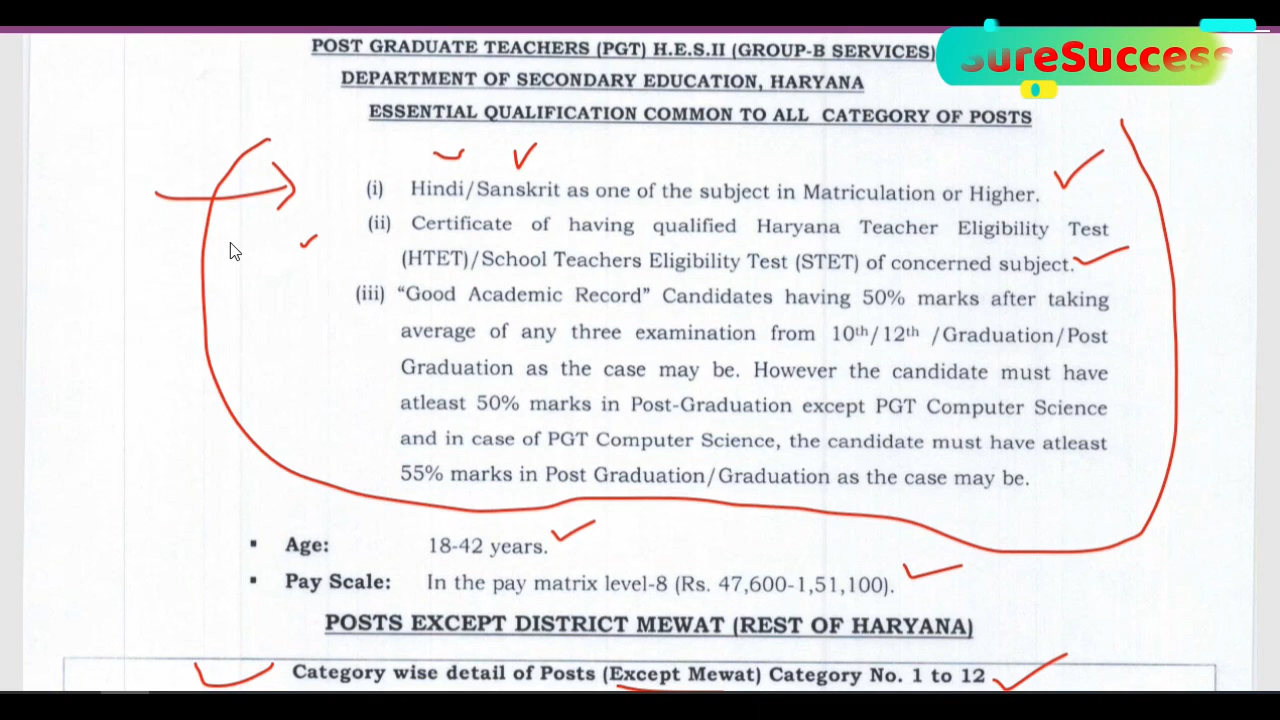 POST GRADUATE TEACHERS (PGT) H.E.S.II (GROUP-B SERVICES)
SureSuccess
DEPARTMENT OF SECONDARY EDUCATION, HARYANA
ESSENTIAL QUALIFICATION COMMON TO ALL CATEGORY OF POSTS
(i) Hindi/Sanskrit as one of the subject in Matriculation or Higher.
(ii) Certificate of having qualified Haryana Teacher Eligibility Test
(HTET)/School Teachers Eligibility Test (STET) of concerned subject.
(iii) “Good Academic Record” Candidates having 50% marks after taking
average of any three examination from 10th/12th /Graduation/Post
Graduation as the case may be. However the candidate must have
atleast 50% marks in Post-Graduation except PGT Computer Science
and in case of PGT Computer Science, the candidate must have atleast
55% marks in Post Graduation/Graduation as the case may be.
▪ Age: 18-42 years.
▪ Pay Scale: In the pay matrix level-8 (Rs. 47,600-1,51,100).
POSTS EXCEPT DISTRICT MEWAT (REST OF HARYANA)
Category wise detail of Posts (Except Mewat) Category No. 1 to 12